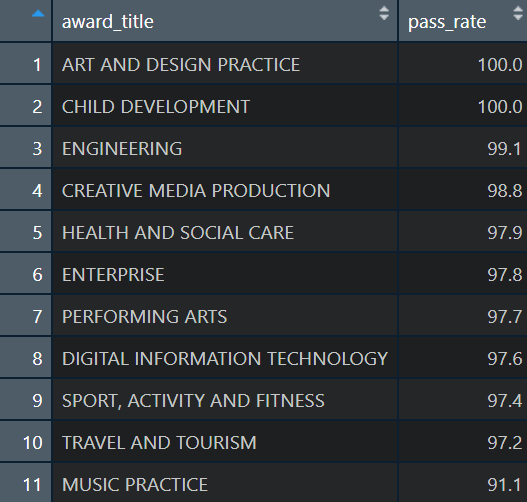 award_title pass_rate
1 ART AND DESIGN PRACTICE 100.0
2 CHILD DEVELOPMENT 100.0
3 ENGINEERING 99.1
4 CREATIVE MEDIA PRODUCTION 98.8
5 HEALTH AND SOCIAL CARE 97.9
6 ENTERPRISE 97.8
7 PERFORMING ARTS 97.7
8 DIGITAL INFORMATION TECHNOLOGY 97.6
9 SPORT, ACTIVITY AND FITNESS 97.4
10 TRAVEL AND TOURISM 97.2
11 MUSIC PRACTICE 91.1